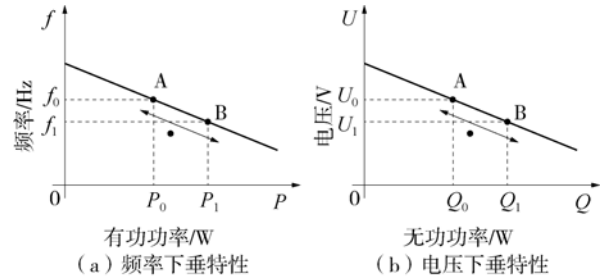 f
A
f₀
B
f₁
频率/Hz
0
P₀
P₁
P
有功功率/W
(a) 频率下垂特性
U
A
U₀
B
U₁
电压/V
0
Q₀
Q₁
Q
无功功率/W
(b) 电压下垂特性